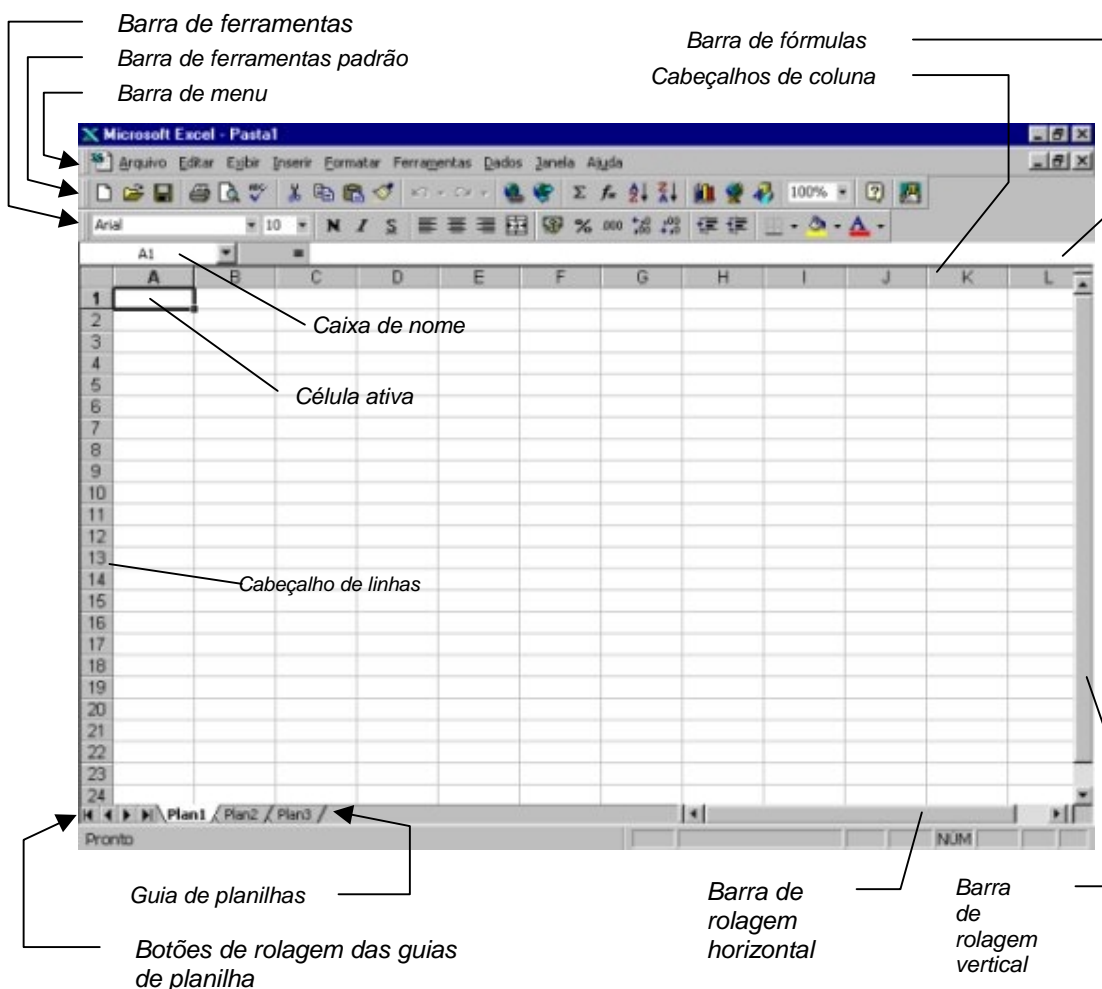 Barra de ferramentas
Barra de ferramentas padrão
Barra de menu
Barra de fórmulas
Cabeçalhos de coluna
Microsoft Excel - Pasta1
Arquivo Editar Exibir Inserir Formatar Ferramentas Dados Janela Ajuda
100%
Arial 10 N I S % 000
A1 =
A B C D E F G H I J K L
1
2
Caixa de nome
3
4
5
Célula ativa
6
7
8
9
10
11
12
13
14
Cabeçalho de linhas
15
16
17
18
19
20
21
22
23
24
Plan1 Plan2 Plan3
Pronto NÚM
Guia de planilhas
Botões de rolagem das guias
de planilha
Barra de
rolagem
horizontal
Barra
de
rolagem
vertical